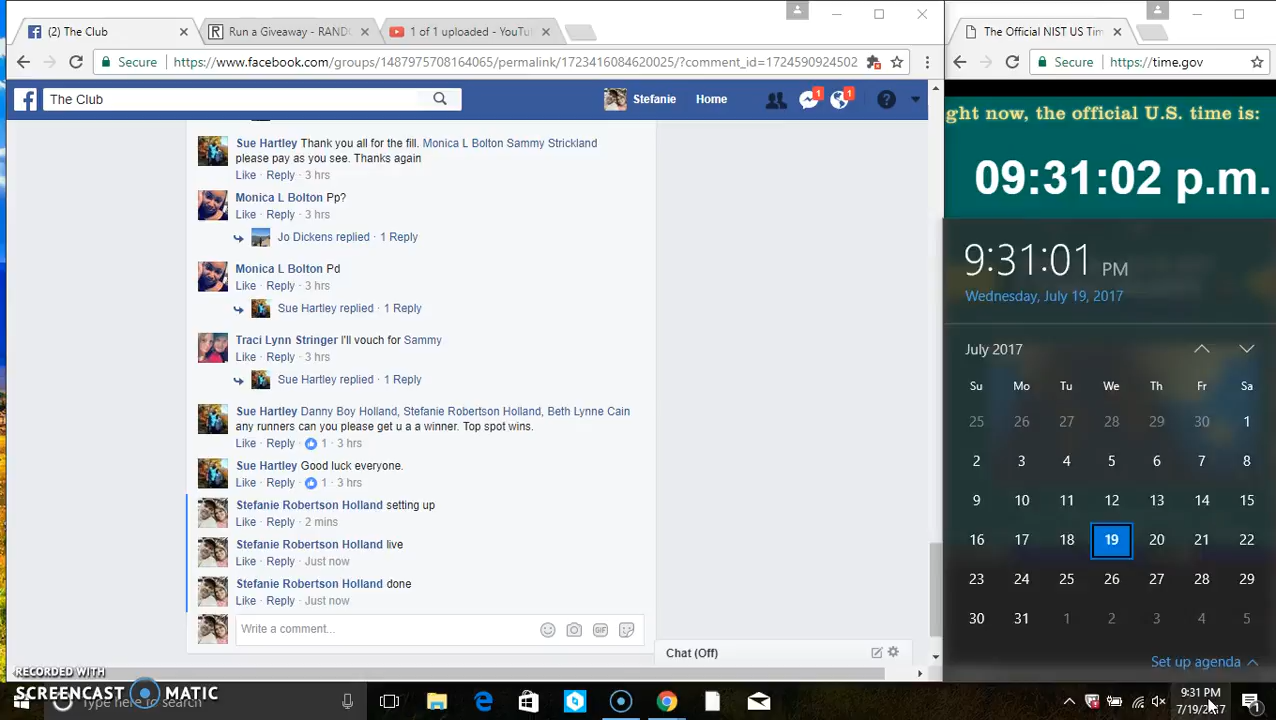 (2) The Club
Run a Giveaway - RAND
1 of 1 uploaded - YouTu
The Official NIST US Tim
Secure https://www.facebook.com/groups/1487975708164065/permalink/1723416084620025/?comment_id=1724590924502
Secure https://time.gov
The Club
Stefanie Home 1 1
ght now, the official U.S. time is:
09:31:02 p.m.
Sue Hartley Thank you all for the fill. Monica L Bolton Sammy Strickland
please pay as you see. Thanks again
Like · Reply · 3 hrs
Monica L Bolton Pp?
Like · Reply · 3 hrs
Jo Dickens replied · 1 Reply
Monica L Bolton Pd
Like · Reply · 3 hrs
Sue Hartley replied · 1 Reply
Traci Lynn Stringer I'll vouch for Sammy
Like · Reply · 3 hrs
Sue Hartley replied · 1 Reply
Sue Hartley Danny Boy Holland, Stefanie Robertson Holland, Beth Lynne Cain
any runners can you please get u a a winner. Top spot wins.
Like · Reply · 1 · 3 hrs
Sue Hartley Good luck everyone.
Like · Reply · 1 · 3 hrs
Stefanie Robertson Holland setting up
Like · Reply · 2 mins
Stefanie Robertson Holland live
Like · Reply · Just now
Stefanie Robertson Holland done
Like · Reply · Just now
Write a comment...
GIF
Chat (Off)
9:31:01 PM
Wednesday, July 19, 2017
July 2017
Su Mo Tu We Th Fr Sa
25 26 27 28 29 30 1
2 3 4 5 6 7 8
9 10 11 12 13 14 15
16 17 18 19 20 21 22
23 24 25 26 27 28 29
30 31 1 2 3 4 5
Set up agenda
RECORDED WITH
SCREENCAST MATIC
Type here to search
9:31 PM
7/19/2017
1